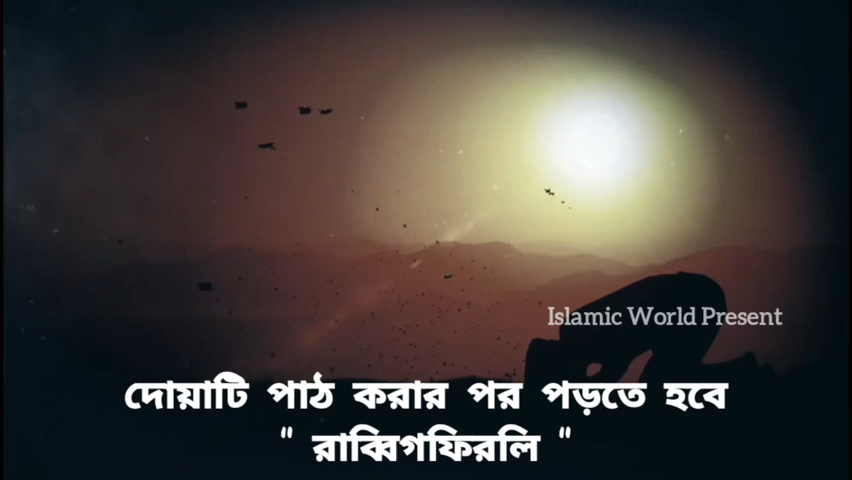 Islamic World Present
দোয়াটি পাঠ করার পর পড়তে হবে
" রাব্বিগফিরলি "